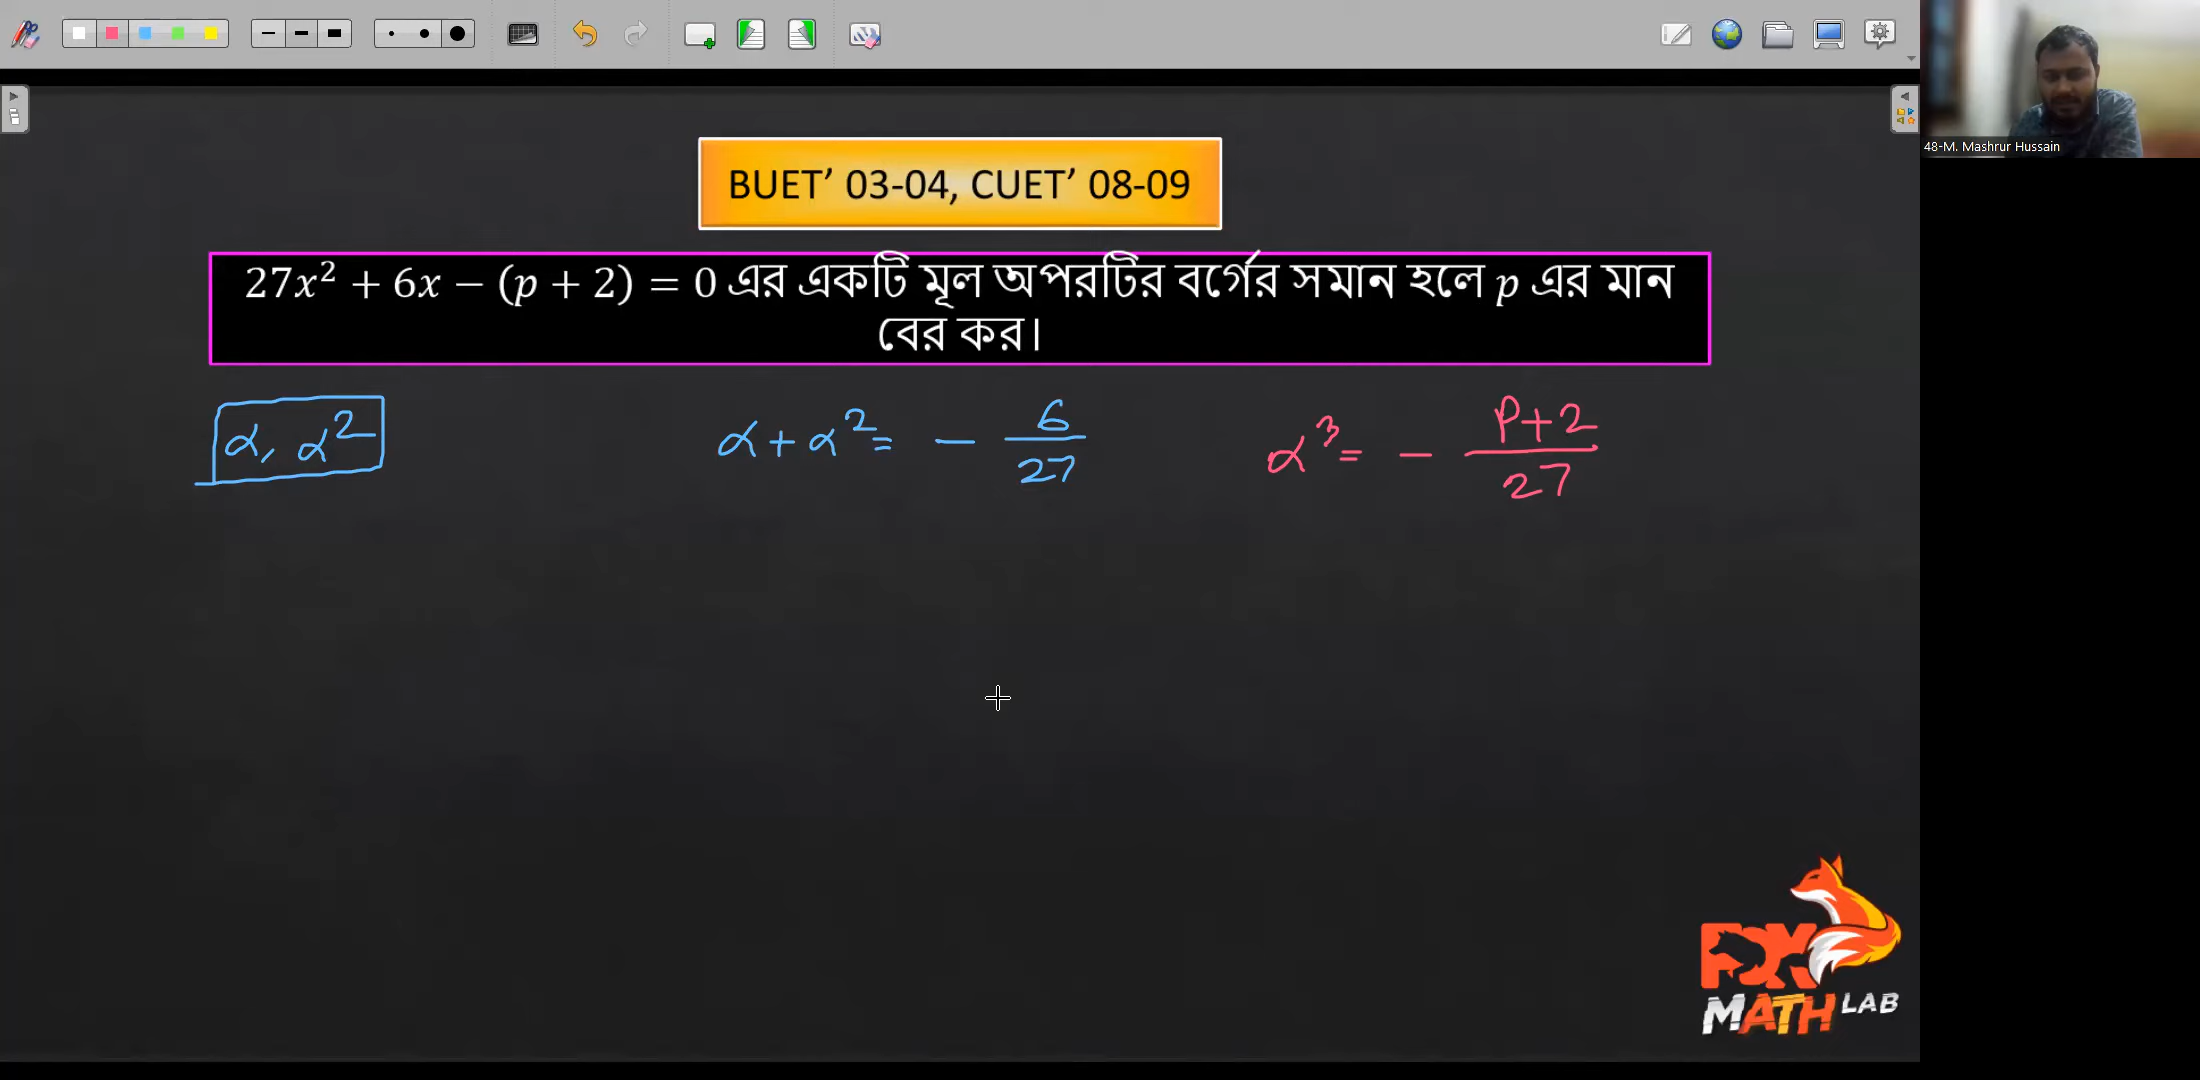 48-M. Mashrur Hussain
BUET’ 03-04, CUET’ 08-09
27x² + 6x − (p + 2) = 0 এর একটি মূল অপরটির বর্গের সমান হলে p এর মান
বের কর।
α, α²
α + α² = − 6/27
α³ = − P+2/27
FOX
MATH LAB